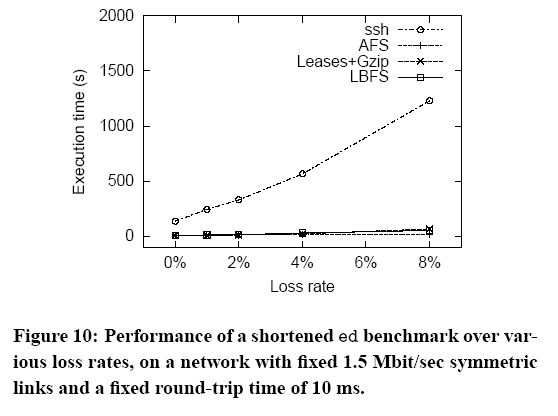 2000
1500
1000
500
0
Execution time (s)
ssh
AFS
Leases+Gzip
LBFS
0% 2% 4% 6% 8%
Loss rate
Figure 10: Performance of a shortened ed benchmark over var-
ious loss rates, on a network with fixed 1.5 Mbit/sec symmetric
links and a fixed round-trip time of 10 ms.